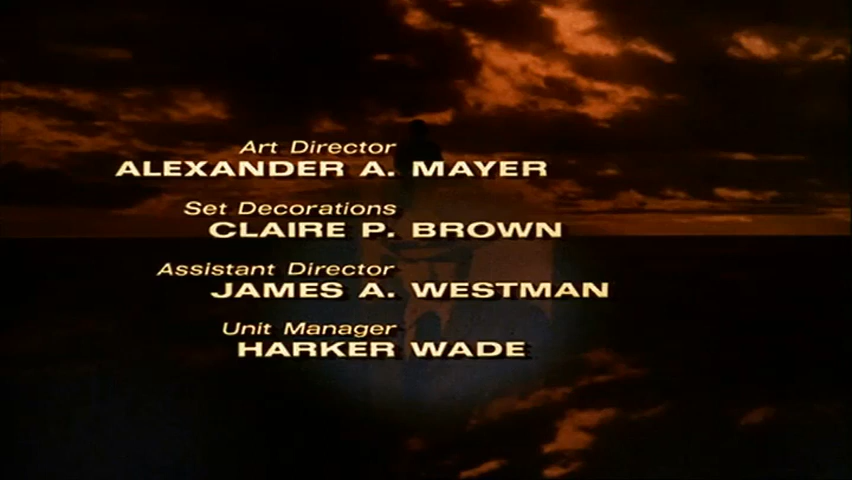 Art Director
ALEXANDER A. MAYER
Set Decorations
CLAIRE P. BROWN
Assistant Director
JAMES A. WESTMAN
Unit Manager
HARKER WADE